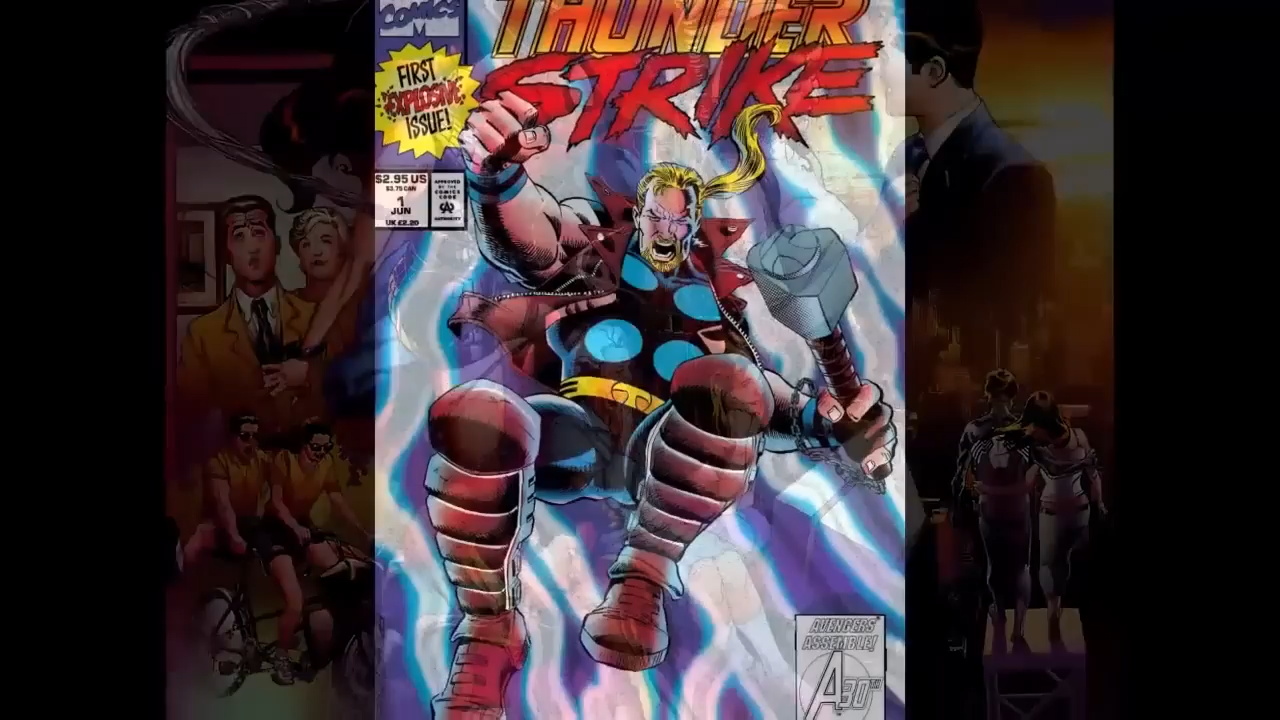 COMICS
M
THUNDER
STRIKE
FIRST
EXPLOSIVE
ISSUE!
$2.95 US
$3.75 CAN
1
JUN
UK £2.20
APPROVED
BY THE
COMICS
CODE
CA
AUTHORITY
AVENGERS
ASSEMBLE!
A 30TH